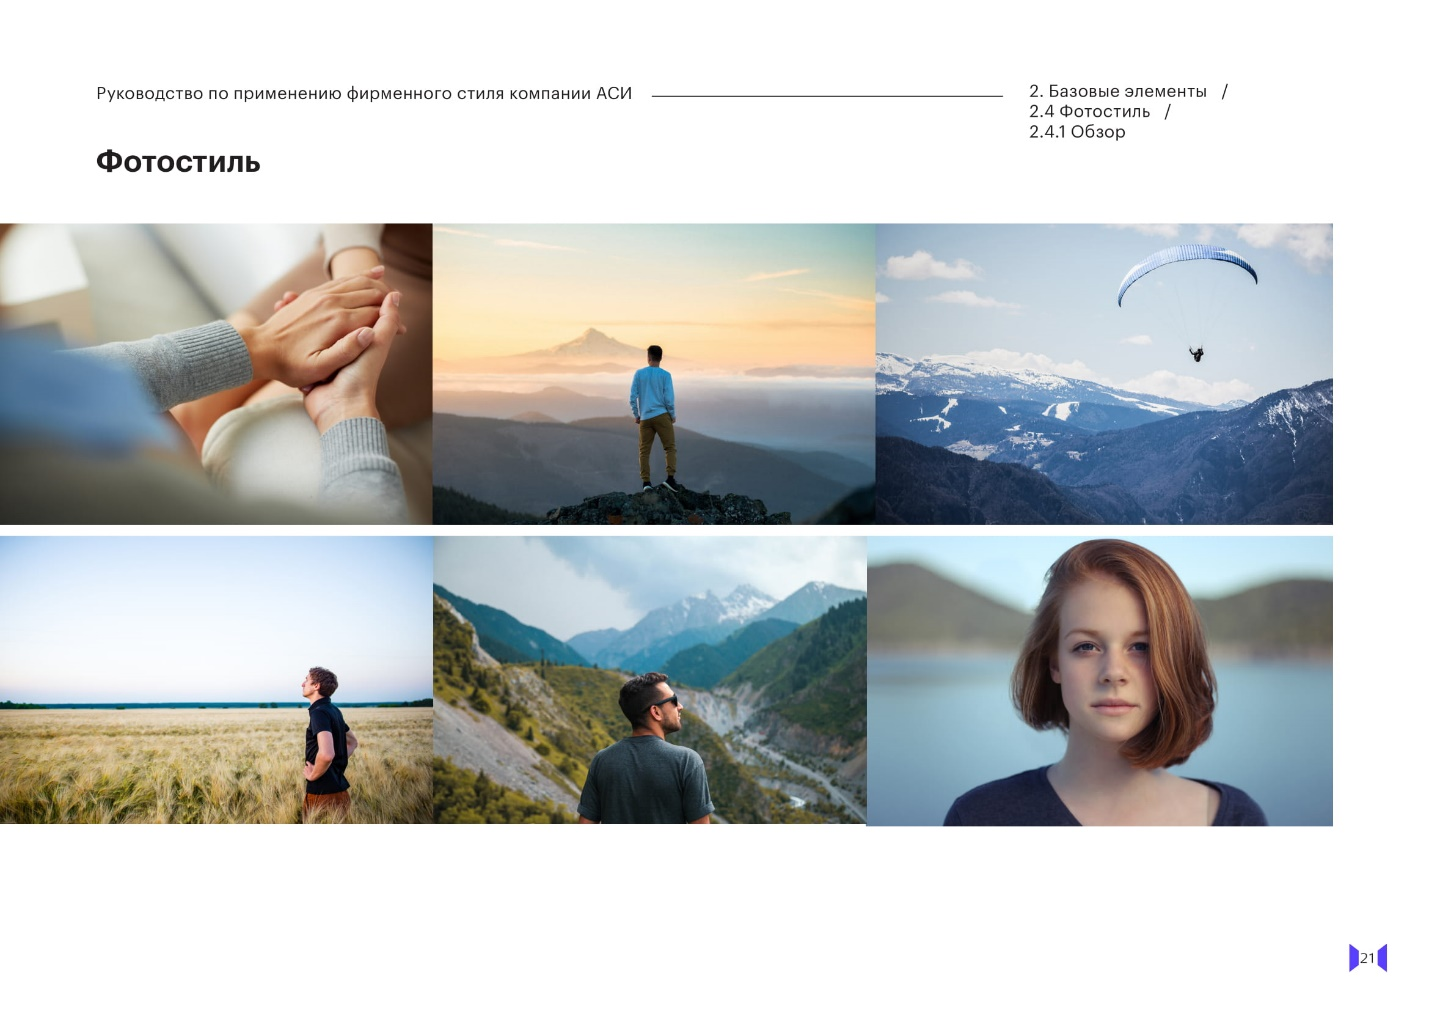 Руководство по применению фирменного стиля компании АСИ
2. Базовые элементы /
2.4 Фотостиль /
2.4.1 Обзор
Фотостиль
21